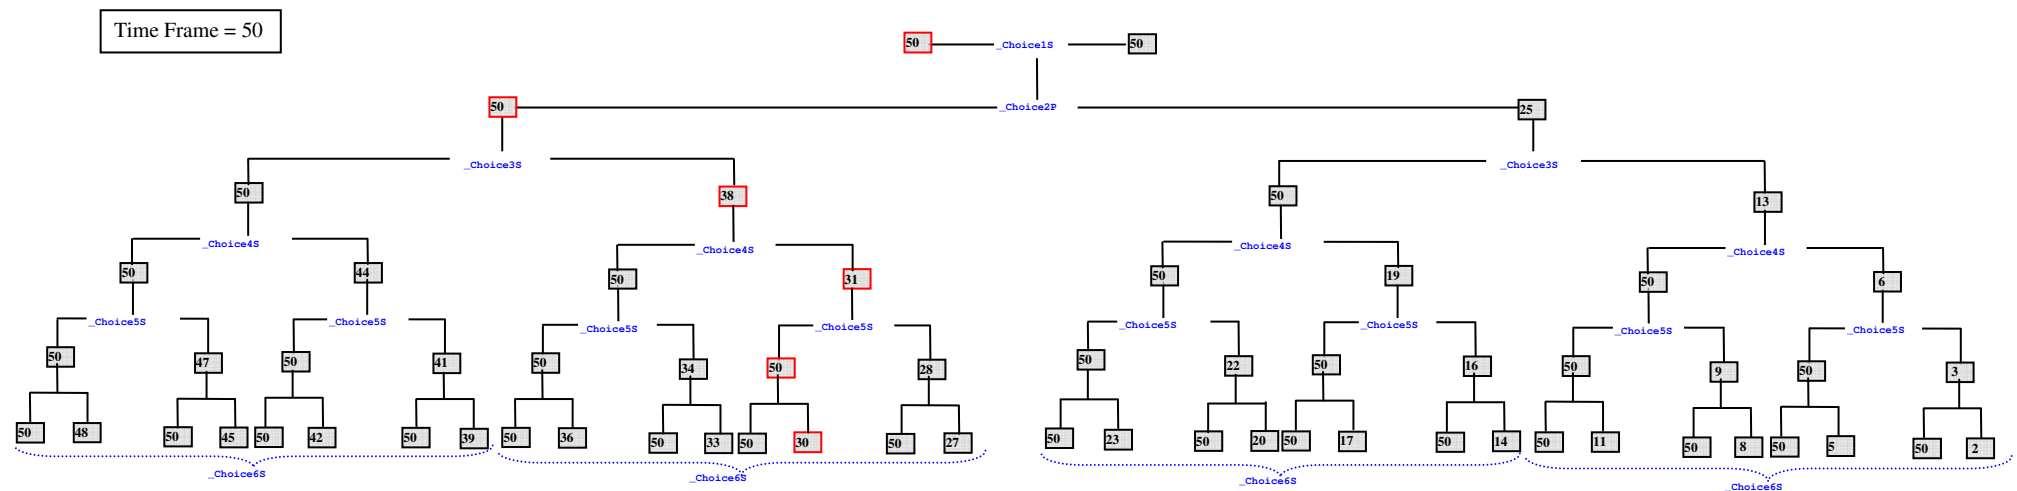 Time Frame = 50
50 _Choice1S 50
50 _Choice2P 25
_Choice3S _Choice3S
50 38 50 13
_Choice4S _Choice4S _Choice4S _Choice4S
50 44 50 31 50 19 50 6
_Choice5S _Choice5S _Choice5S _Choice5S _Choice5S _Choice5S _Choice5S _Choice5S
50 47 50 41 50 34 50 28 50 22 50 16 50 9 50 3
50 48 50 45 50 42 50 39 50 36 50 33 50 30 50 27 50 23 50 20 50 17 50 14 50 11 50 8 50 5 50 2
_Choice6S _Choice6S _Choice6S _Choice6S